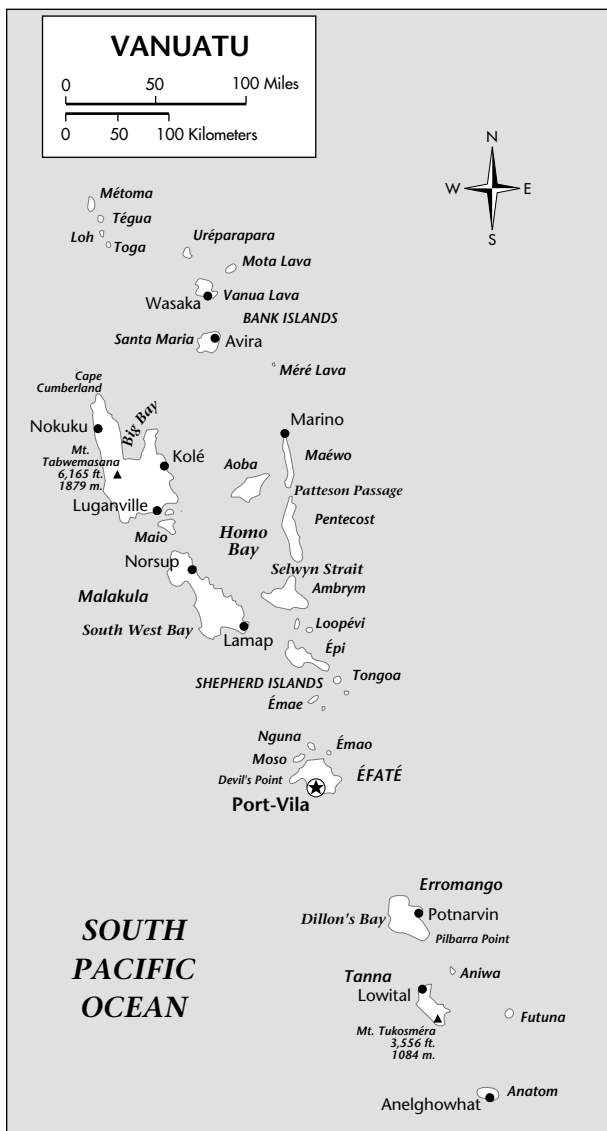 VANUATU
0 50 100 Miles
0 50 100 Kilometers
N
W E
S
Métoma
Tégua
Loh
Toga
Uréparapara
Mota Lava
Wasaka
Vanua Lava
BANK ISLANDS
Santa Maria
Avira
Méré Lava
Cape
Cumberland
Nokuku
Big Bay
Mt.
Tabwemasana
6,165 ft.
1879 m.
Kolé
Luganville
Maio
Marino
Aoba
Maéwo
Patteson Passage
Pentecost
Homo
Bay
Selwyn Strait
Norsup
Malakula
South West Bay
Lamap
Ambrym
Loopévi
Épi
SHEPHERD ISLANDS
Tongoa
Émae
Nguna
Émao
Moso
Devil's Point
ÉFATÉ
Port-Vila
Erromango
Dillon's Bay
Potnarvin
Pilbarra Point
SOUTH
PACIFIC
OCEAN
Tanna
Aniwa
Lowital
Futuna
Mt. Tukosméra
3,556 ft.
1084 m.
Anatom
Anelghowhat